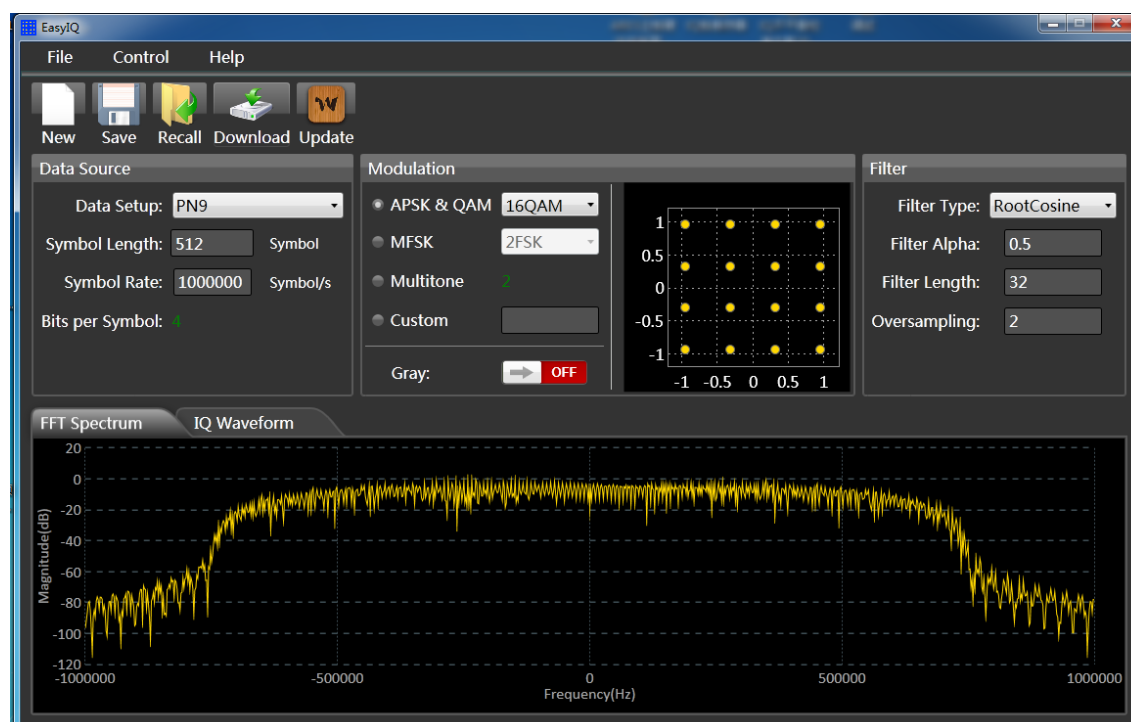 EasyIQ
File Control Help
New Save Recall Download Update
Data Source
Data Setup: PN9
Symbol Length: 512 Symbol
Symbol Rate: 1000000 Symbol/s
Bits per Symbol: 4
Modulation
APSK & QAM 16QAM
MFSK 2FSK
Multitone 2
Custom
Gray: OFF
1
0.5
0
-0.5
-1
-1 -0.5 0 0.5 1
Filter
Filter Type: RootCosine
Filter Alpha: 0.5
Filter Length: 32
Oversampling: 2
FFT Spectrum IQ Waveform
Magnitude(dB)
20
0
-20
-40
-60
-80
-100
-120
-1000000 -500000 0 500000 1000000
Frequency(Hz)